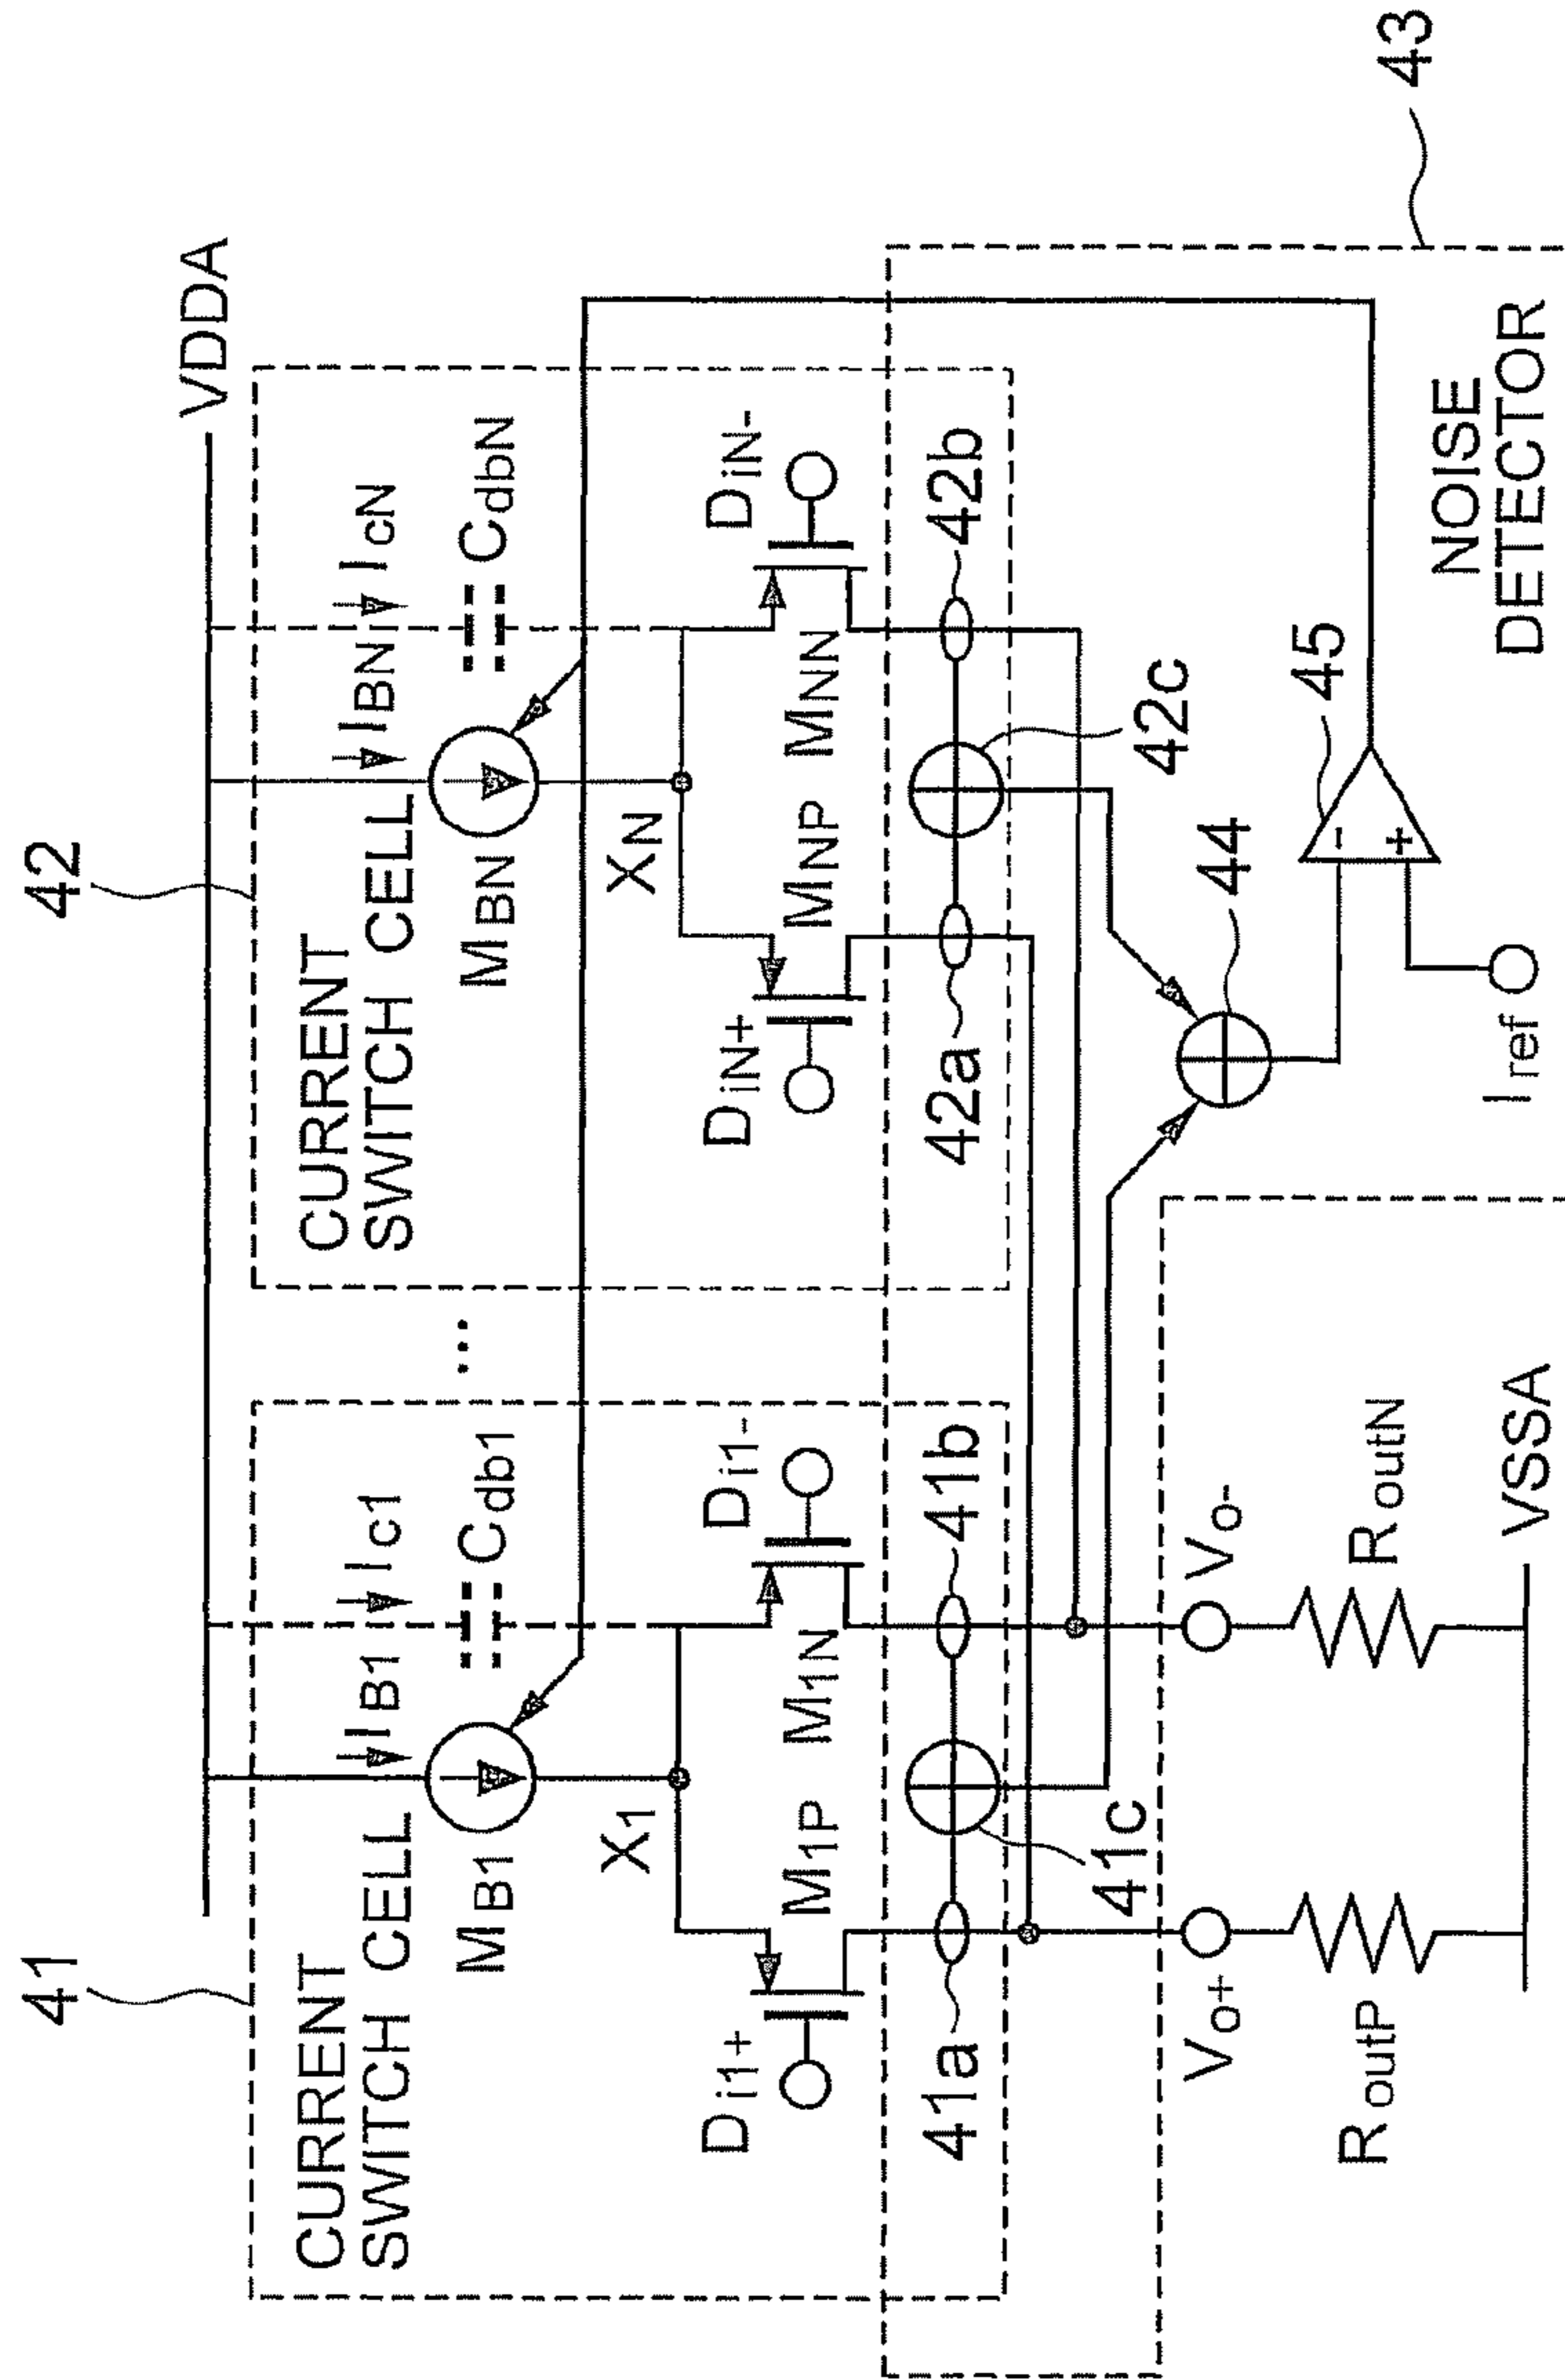 41
42
VDDA
CURRENT
SWITCH CELL
IB1
Ic1
MB1
Cdb1
...
CURRENT
SWITCH CELL
IBN
IcN
MBN
CdbN
X1
XN
Di1+
M1P
M1N
Di1-
DiN+
MNP
MNN
DiN-
41a
41b
42a
42b
41c
42c
44
45
-
+
Iref
NOISE
DETECTOR
43
Vo+
Vo-
RoutP
RoutN
VSSA